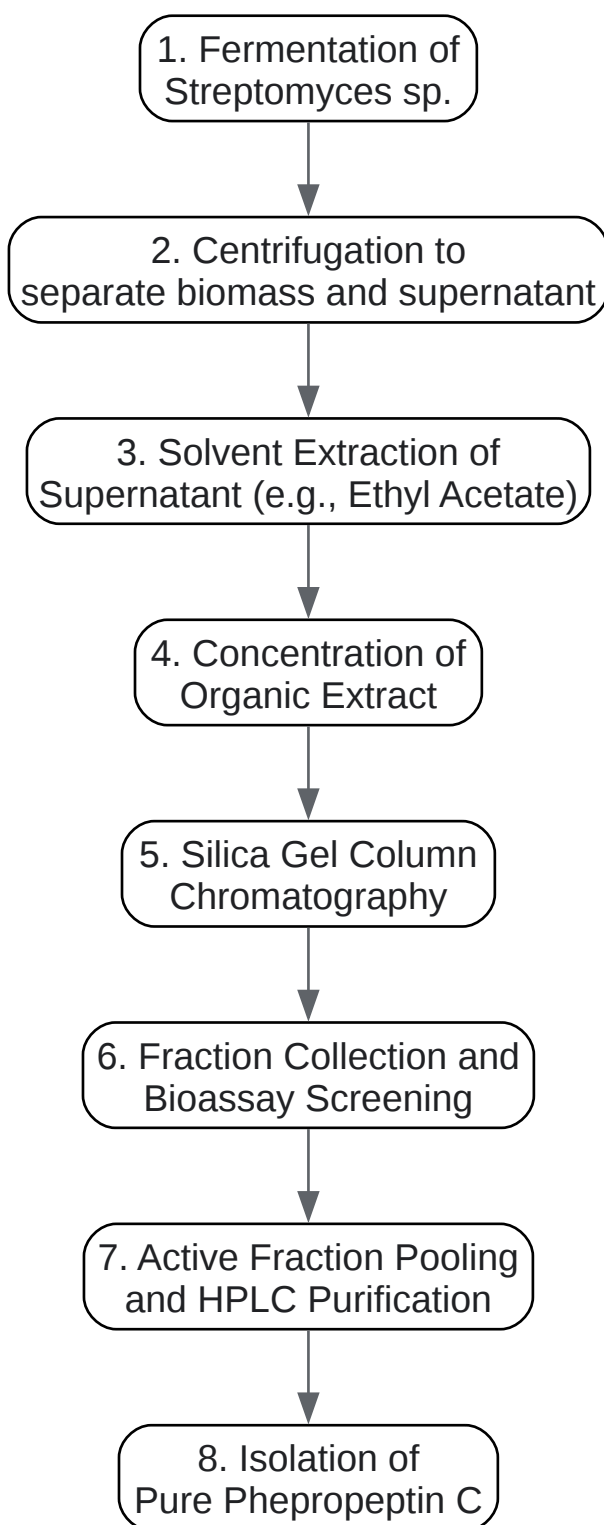 1. Fermentation of
Streptomyces sp.
2. Centrifugation to
separate biomass and supernatant
3. Solvent Extraction of
Supernatant (e.g., Ethyl Acetate)
4. Concentration of
Organic Extract
5. Silica Gel Column
Chromatography
6. Fraction Collection and
Bioassay Screening
7. Active Fraction Pooling
and HPLC Purification
8. Isolation of
Pure Phepropeptin C